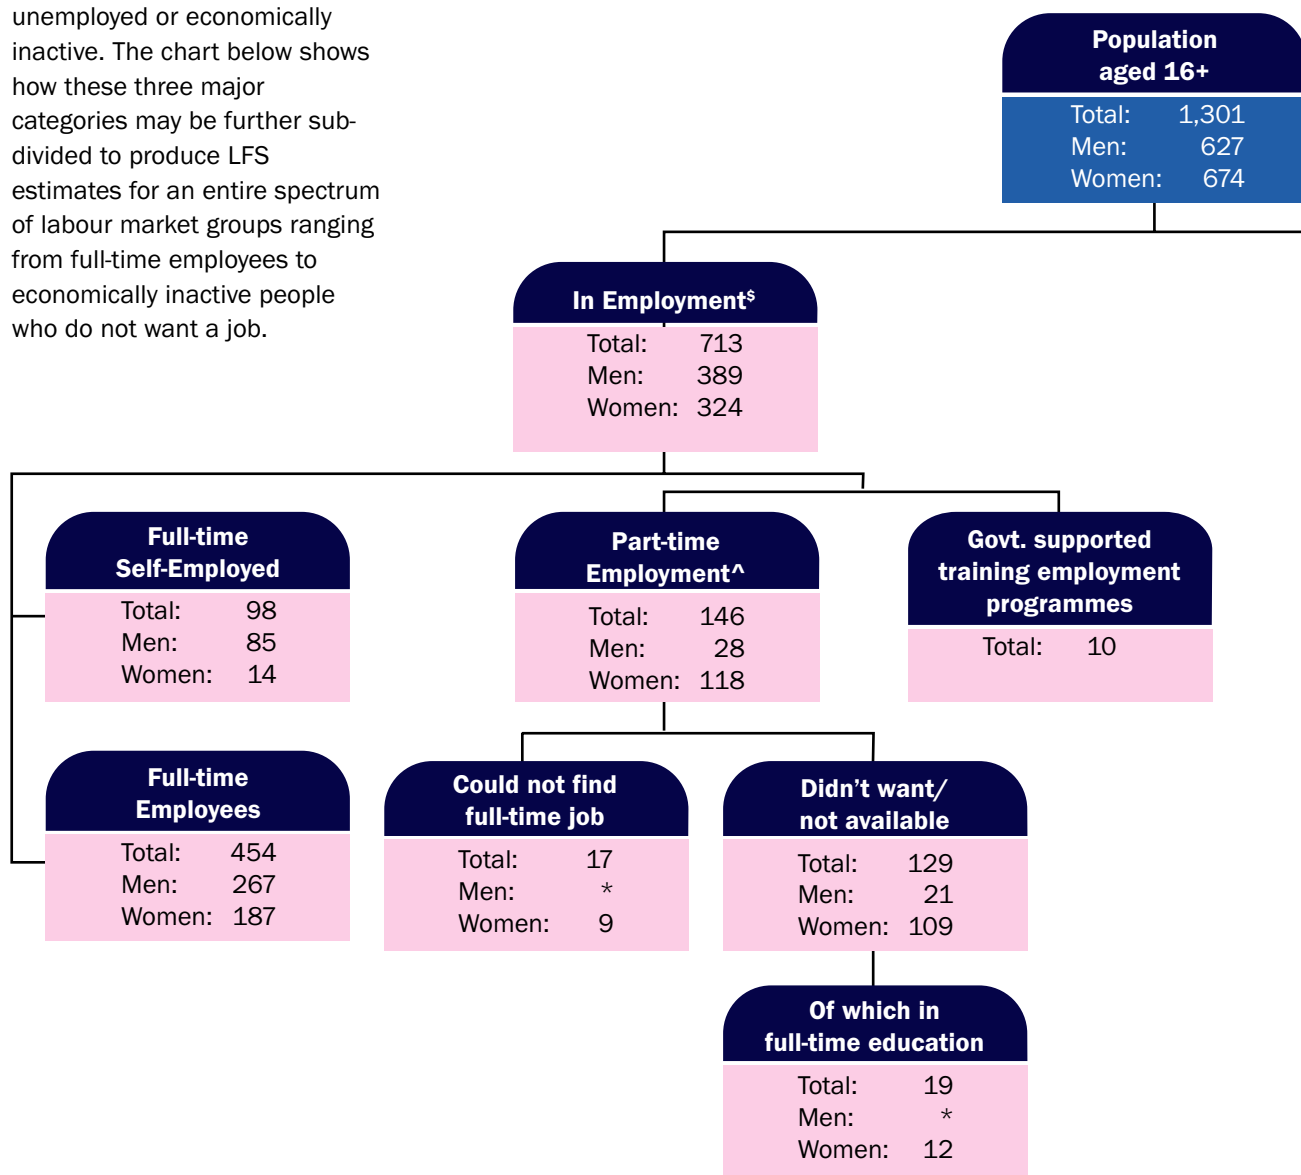 unemployed or economically
inactive. The chart below shows
how these three major
categories may be further sub-
divided to produce LFS
estimates for an entire spectrum
of labour market groups ranging
from full-time employees to
economically inactive people
who do not want a job.
Population
aged 16+
Total: 1,301
Men: 627
Women: 674
In Employment$
Total: 713
Men: 389
Women: 324
Full-time
Self-Employed
Total: 98
Men: 85
Women: 14
Part-time
Employment^
Total: 146
Men: 28
Women: 118
Govt. supported
training employment
programmes
Total: 10
Full-time
Employees
Total: 454
Men: 267
Women: 187
Could not find
full-time job
Total: 17
Men: *
Women: 9
Didn’t want/
not available
Total: 129
Men: 21
Women: 109
Of which in
full-time education
Total: 19
Men: *
Women: 12